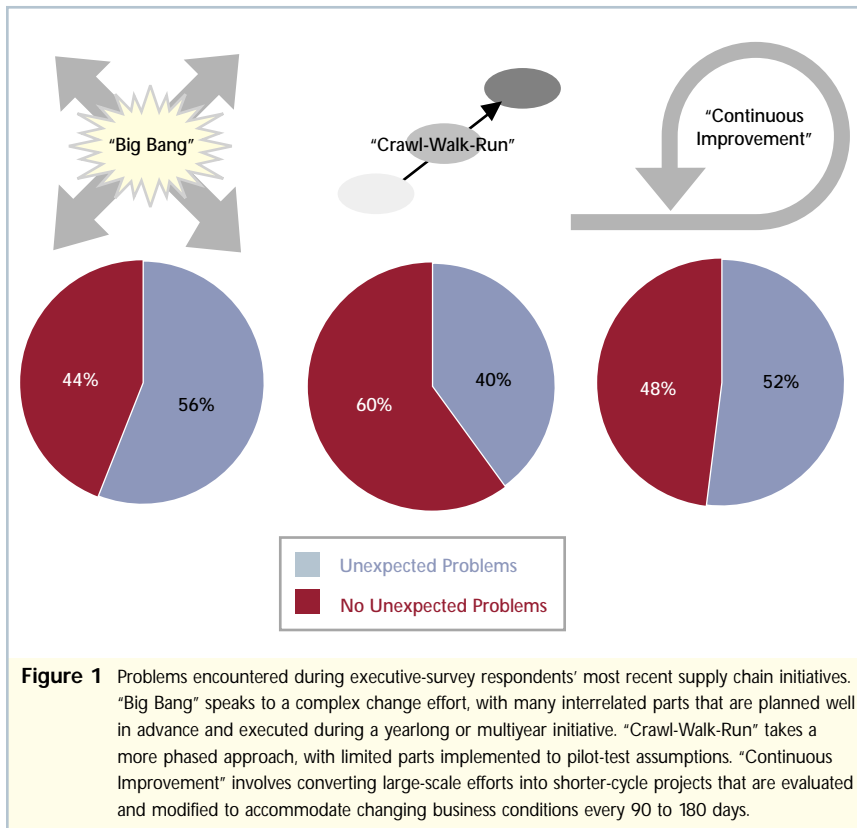 "Big Bang"
"Crawl-Walk-Run"
"Continuous
Improvement"
44%
56%
60%
40%
48%
52%
Unexpected Problems
No Unexpected Problems
Figure 1 Problems encountered during executive-survey respondents' most recent supply chain initiatives.
"Big Bang" speaks to a complex change effort, with many interrelated parts that are planned well
in advance and executed during a yearlong or multiyear initiative. "Crawl-Walk-Run" takes a
more phased approach, with limited parts implemented to pilot-test assumptions. "Continuous
Improvement" involves converting large-scale efforts into shorter-cycle projects that are evaluated
and modified to accommodate changing business conditions every 90 to 180 days.